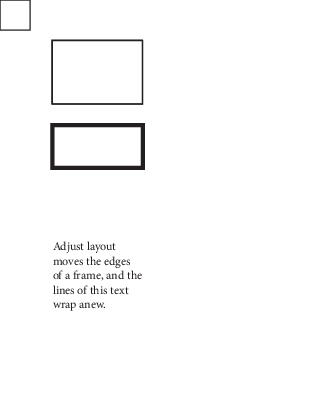 Adjust layout
moves the edges
of a frame, and the
lines of this text
wrap anew.